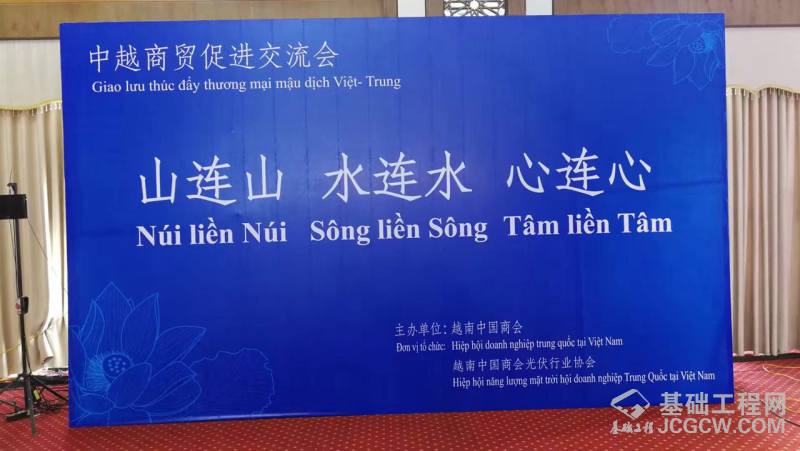 中越商贸促进交流会
Giao lưu thúc đẩy thương mại mậu dịch Việt- Trung
山连山 水连水 心连心
Núi liền Núi Sông liền Sông Tâm liền Tâm
主办单位：越南中国商会
Đơn vị tổ chức: Hiệp hội doanh nghiệp trung quốc tại Việt Nam
越南中国商会光伏行业协会
Hiệp hội năng lượng mặt trời hội doanh nghiệp Trung Quốc tại Việt Nam
基础工程网
基础工程 JCGCW.COM